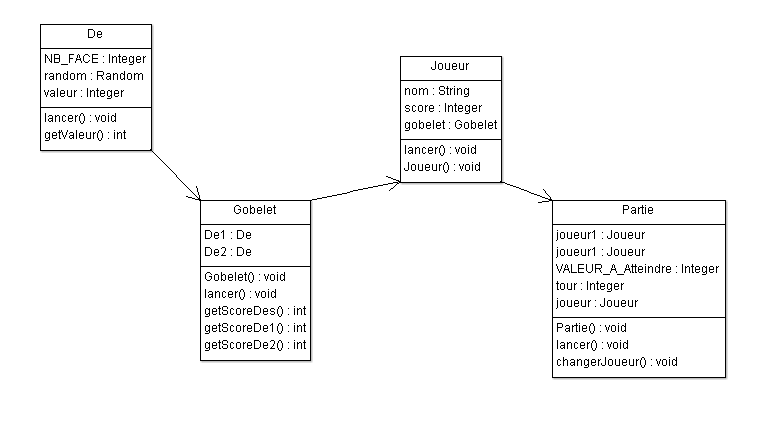 De
NB_FACE : Integer
random : Random
valeur : Integer
lancer() : void
getValeur() : int
Joueur
nom : String
score : Integer
gobelet : Gobelet
lancer() : void
Joueur() : void
Gobelet
De1 : De
De2 : De
Gobelet() : void
lancer() : void
getScoreDes() : int
getScoreDe1() : int
getScoreDe2() : int
Partie
joueur1 : Joueur
joueur1 : Joueur
VALEUR_A_Atteindre : Integer
tour : Integer
joueur : Joueur
Partie() : void
lancer() : void
changerJoueur() : void